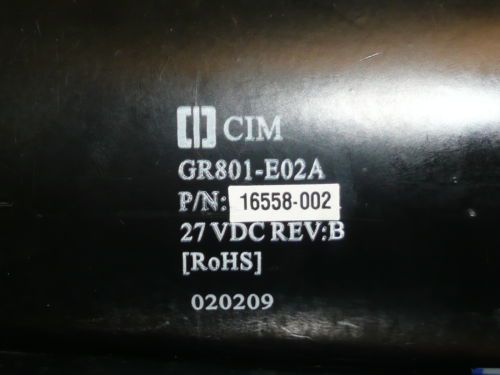 CIM
GR801-E02A
P/N: 16558-002
27 VDC REV:B
[RoHS]
020209